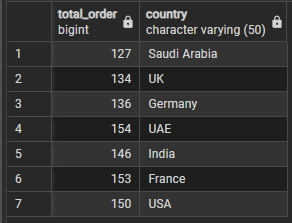 total_order country
bigint character varying (50)
1 127 Saudi Arabia
2 134 UK
3 136 Germany
4 154 UAE
5 146 India
6 153 France
7 150 USA